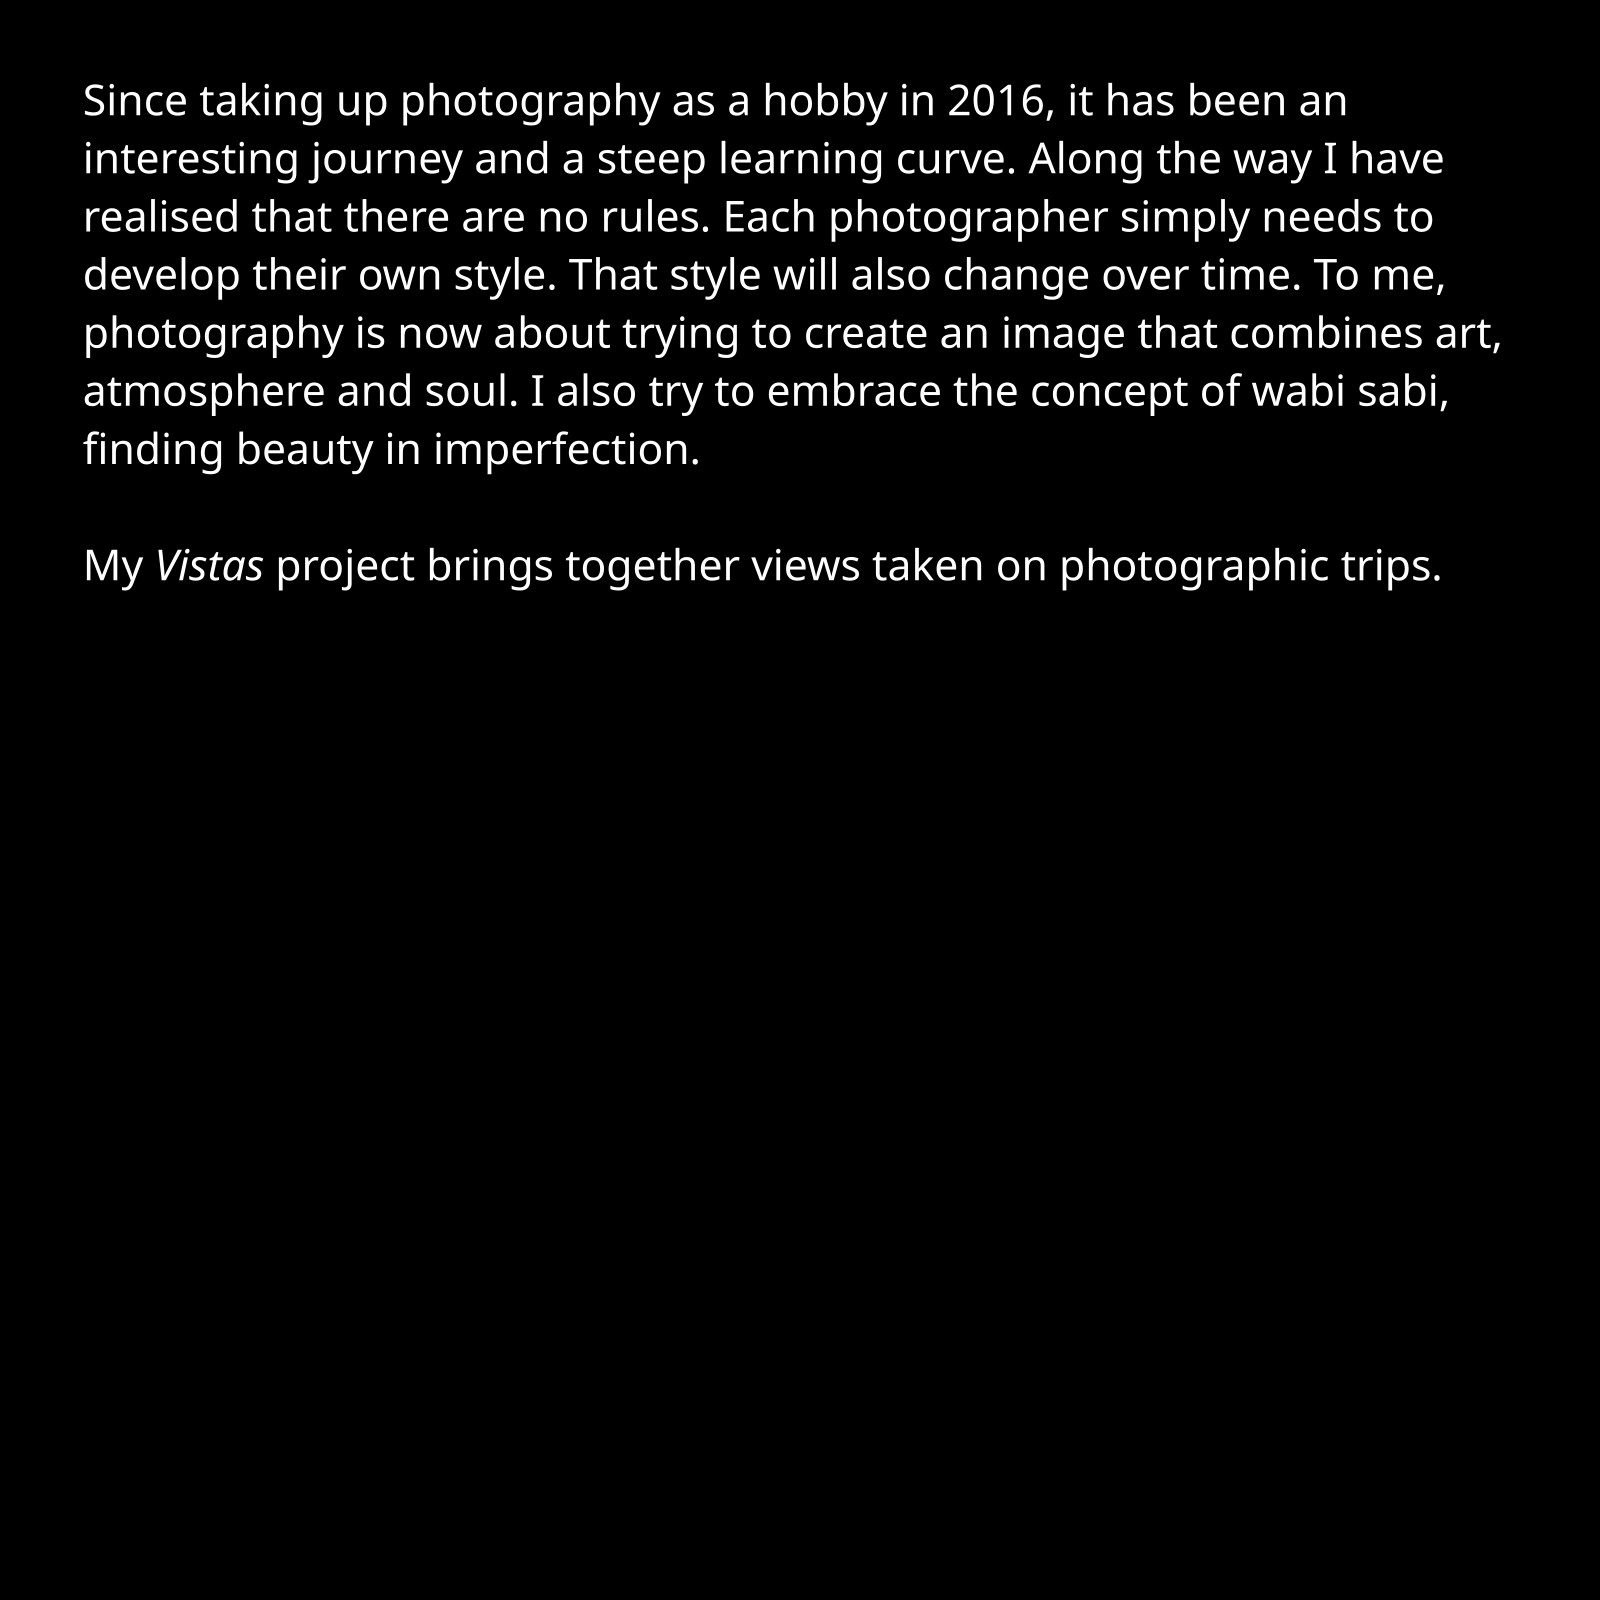 Since taking up photography as a hobby in 2016, it has been an
interesting journey and a steep learning curve. Along the way I have
realised that there are no rules. Each photographer simply needs to
develop their own style. That style will also change over time. To me,
photography is now about trying to create an image that combines art,
atmosphere and soul. I also try to embrace the concept of wabi sabi,
finding beauty in imperfection.
My Vistas project brings together views taken on photographic trips.